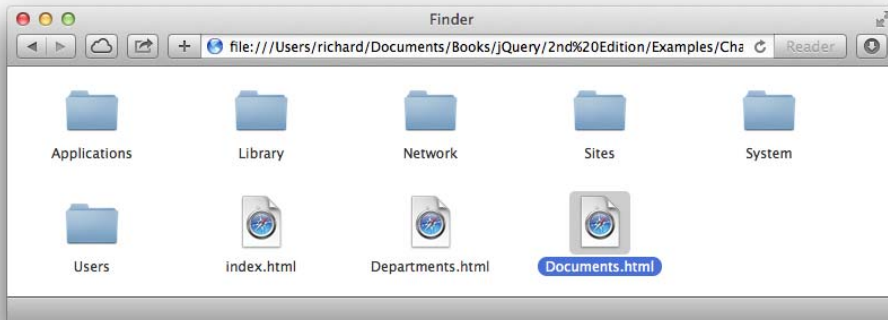 Finder
file:///Users/richard/Documents/Books/jQuery/2nd%20Edition/Examples/Cha Reader
Applications Library Network Sites System
Users index.html Departments.html Documents.html